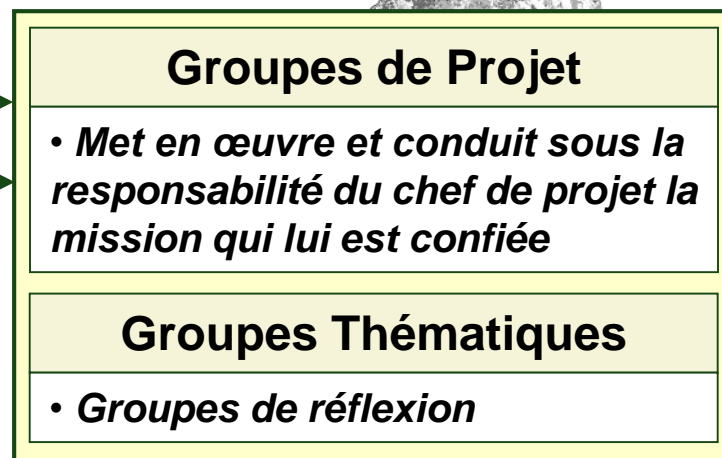 Groupes de Projet
• Met en œuvre et conduit sous la
responsabilité du chef de projet la
mission qui lui est confiée
Groupes Thématiques
• Groupes de réflexion